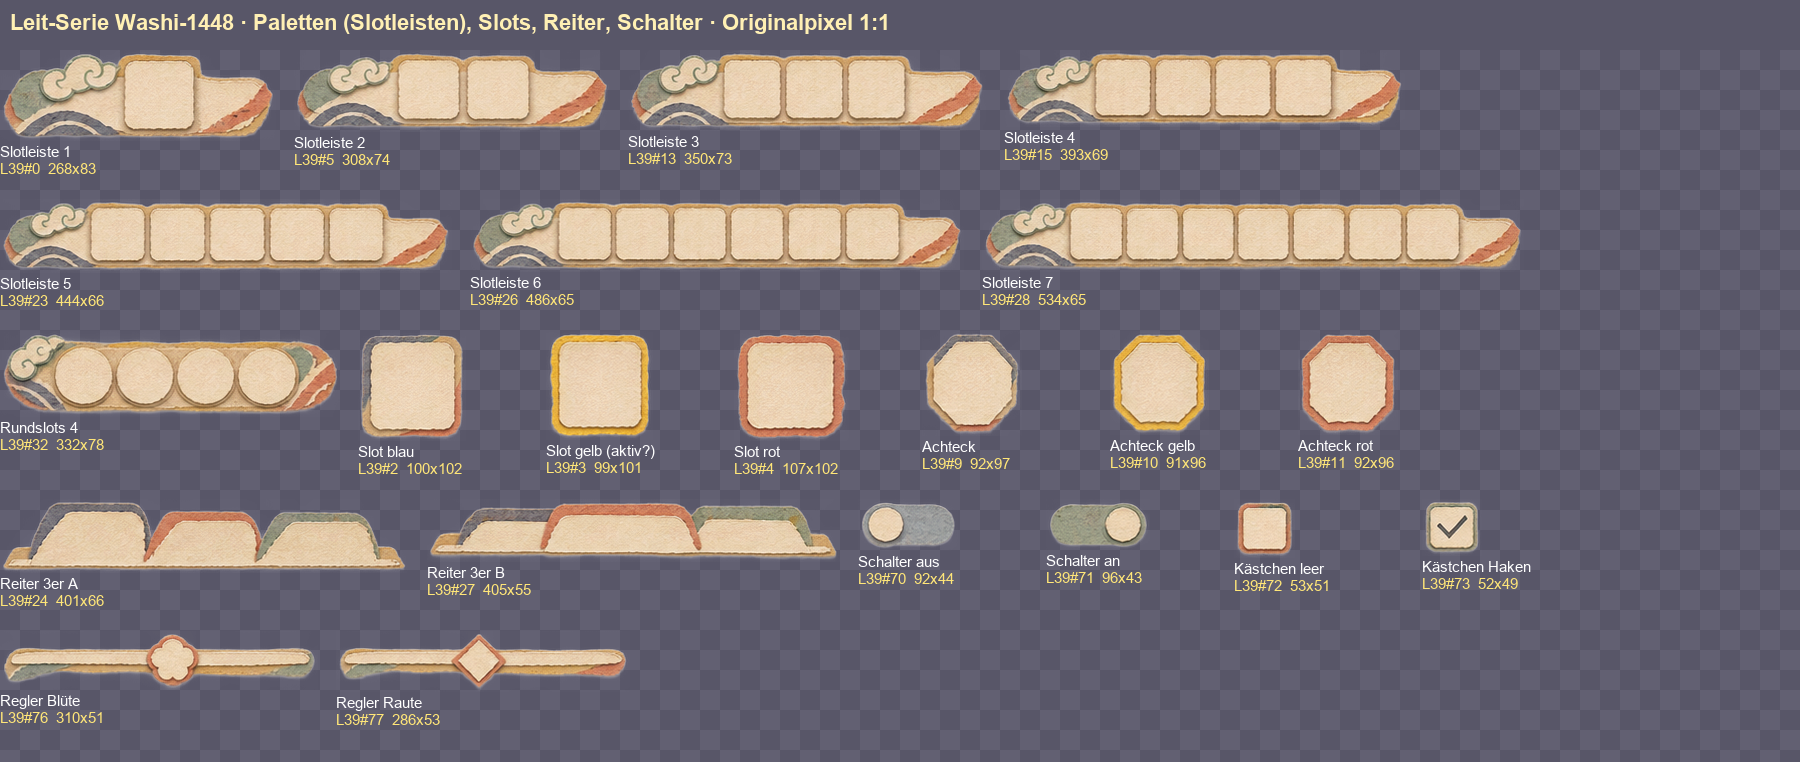 Leit-Serie Washi-1448 · Paletten (Slotleisten), Slots, Reiter, Schalter · Originalpixel 1:1
Slotleiste 1
L39#0 268x83
Slotleiste 2
L39#5 308x74
Slotleiste 3
L39#13 350x73
Slotleiste 4
L39#15 393x69
Slotleiste 5
L39#23 444x66
Slotleiste 6
L39#26 486x65
Slotleiste 7
L39#28 534x65
Rundslots 4
L39#32 332x78
Slot blau
L39#2 100x102
Slot gelb (aktiv?)
L39#3 99x101
Slot rot
L39#4 107x102
Achteck
L39#9 92x97
Achteck gelb
L39#10 91x96
Achteck rot
L39#11 92x96
Reiter 3er A
L39#24 401x66
Reiter 3er B
L39#27 405x55
Schalter aus
L39#70 92x44
Schalter an
L39#71 96x43
Kästchen leer
L39#72 53x51
Kästchen Haken
L39#73 52x49
Regler Blüte
L39#76 310x51
Regler Raute
L39#77 286x53